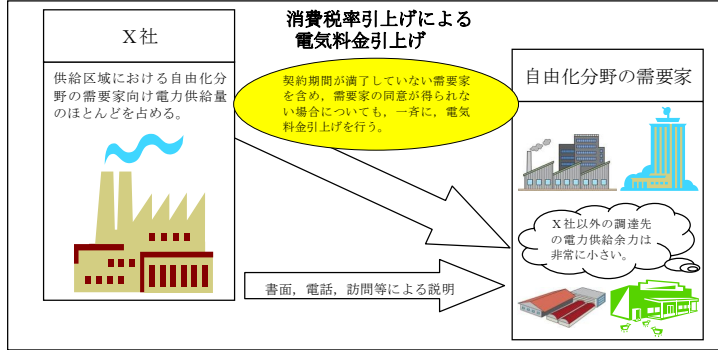 消費税率引上げによる
電気料金引上げ
X社
供給区域における自由化分
野の需要家向け電力供給量
のほとんどを占める。
契約期間が満了していない需要家
を含め，需要家の同意が得られな
い場合についても，一斉に，電気
料金引上げを行う。
自由化分野の需要家
X社以外の調達先
の電力供給余力は
非常に小さい。
書面，電話，訪問等による説明